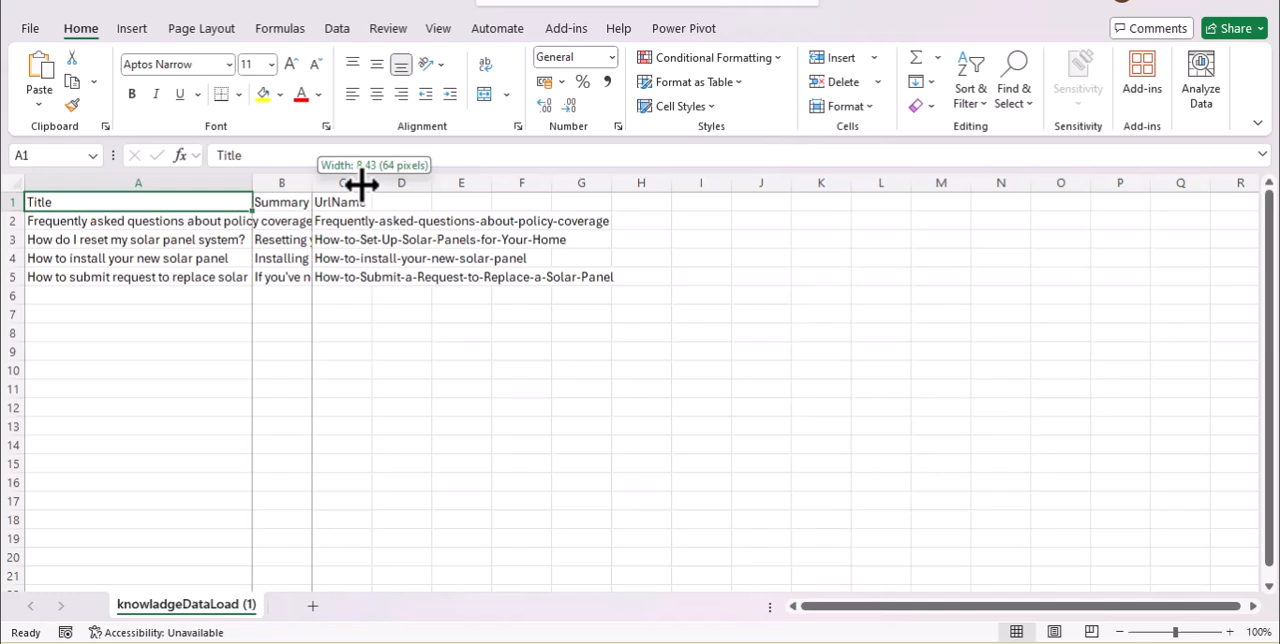 File Home Insert Page Layout Formulas Data Review View Automate Add-ins Help Power Pivot Comments Share
Paste
Clipboard
Aptos Narrow 11
B I U A
Font
Alignment
General
%
Number
Conditional Formatting
Format as Table
Cell Styles
Styles
Insert
Delete
Format
Cells
Sort &
Filter
Find &
Select
Editing
Sensitivity
Sensitivity
Add-ins
Add-ins
Analyze
Data
A1 fx Title
Width: 8.43 (64 pixels)
A B C D E F G H I J K L M N O P Q R
1 Title Summary UrlName
2 Frequently asked questions about policy coverage Frequently-asked-questions-about-policy-coverage
3 How do I reset my solar panel system? Resetting y How-to-Set-Up-Solar-Panels-for-Your-Home
4 How to install your new solar panel Installing How-to-install-your-new-solar-panel
5 How to submit request to replace solar If you've n How-to-Submit-a-Request-to-Replace-a-Solar-Panel
6
7
8
9
10
11
12
13
14
15
16
17
18
19
20
21
knowladgeDataLoad (1)
Ready Accessibility: Unavailable 100%